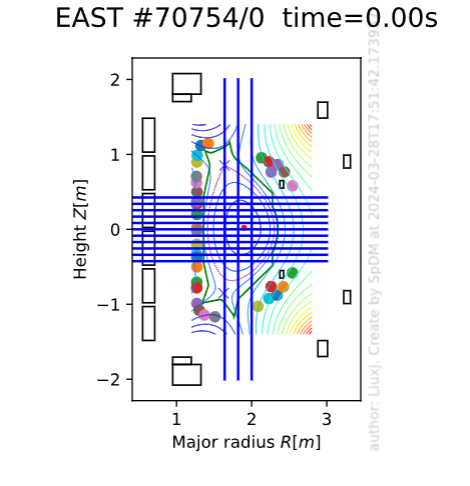 EAST #70754/0  time=0.00s
2
1
0
−1
−2
Height Z[m]
1
2
3
Major radius R[m]
author: Liuxj. Create by SpDM at 2024-03-28T17:51:42.1739